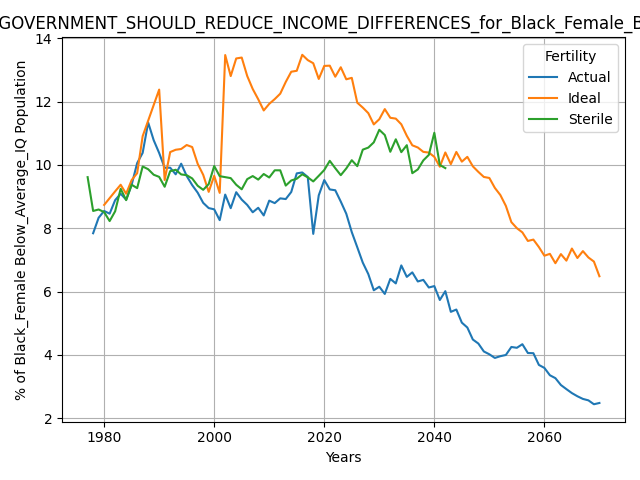 GOVERNMENT_SHOULD_REDUCE_INCOME_DIFFERENCES_for_Black_Female_B
Fertility
Actual
Ideal
Sterile
% of Black_Female Below_Average_IQ Population
14
12
10
8
6
4
2
1980 2000 2020 2040 2060
Years